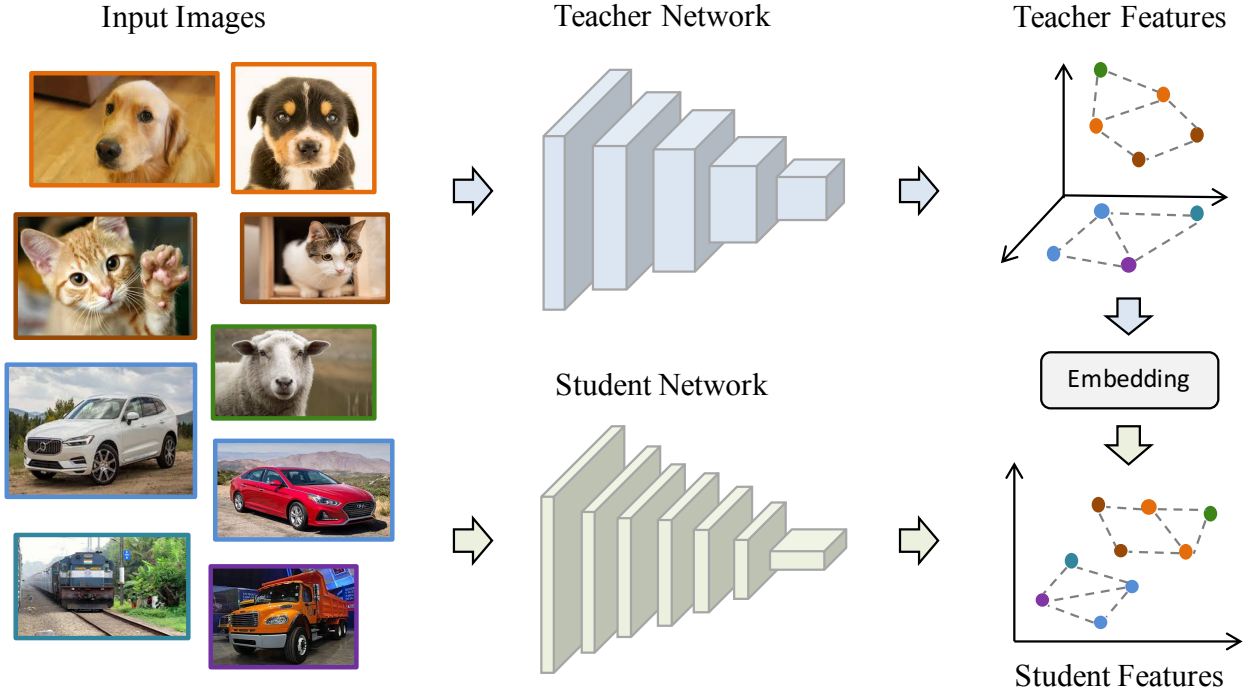 Input Images
Teacher Network
Teacher Features
Embedding
Student Network
Student Features